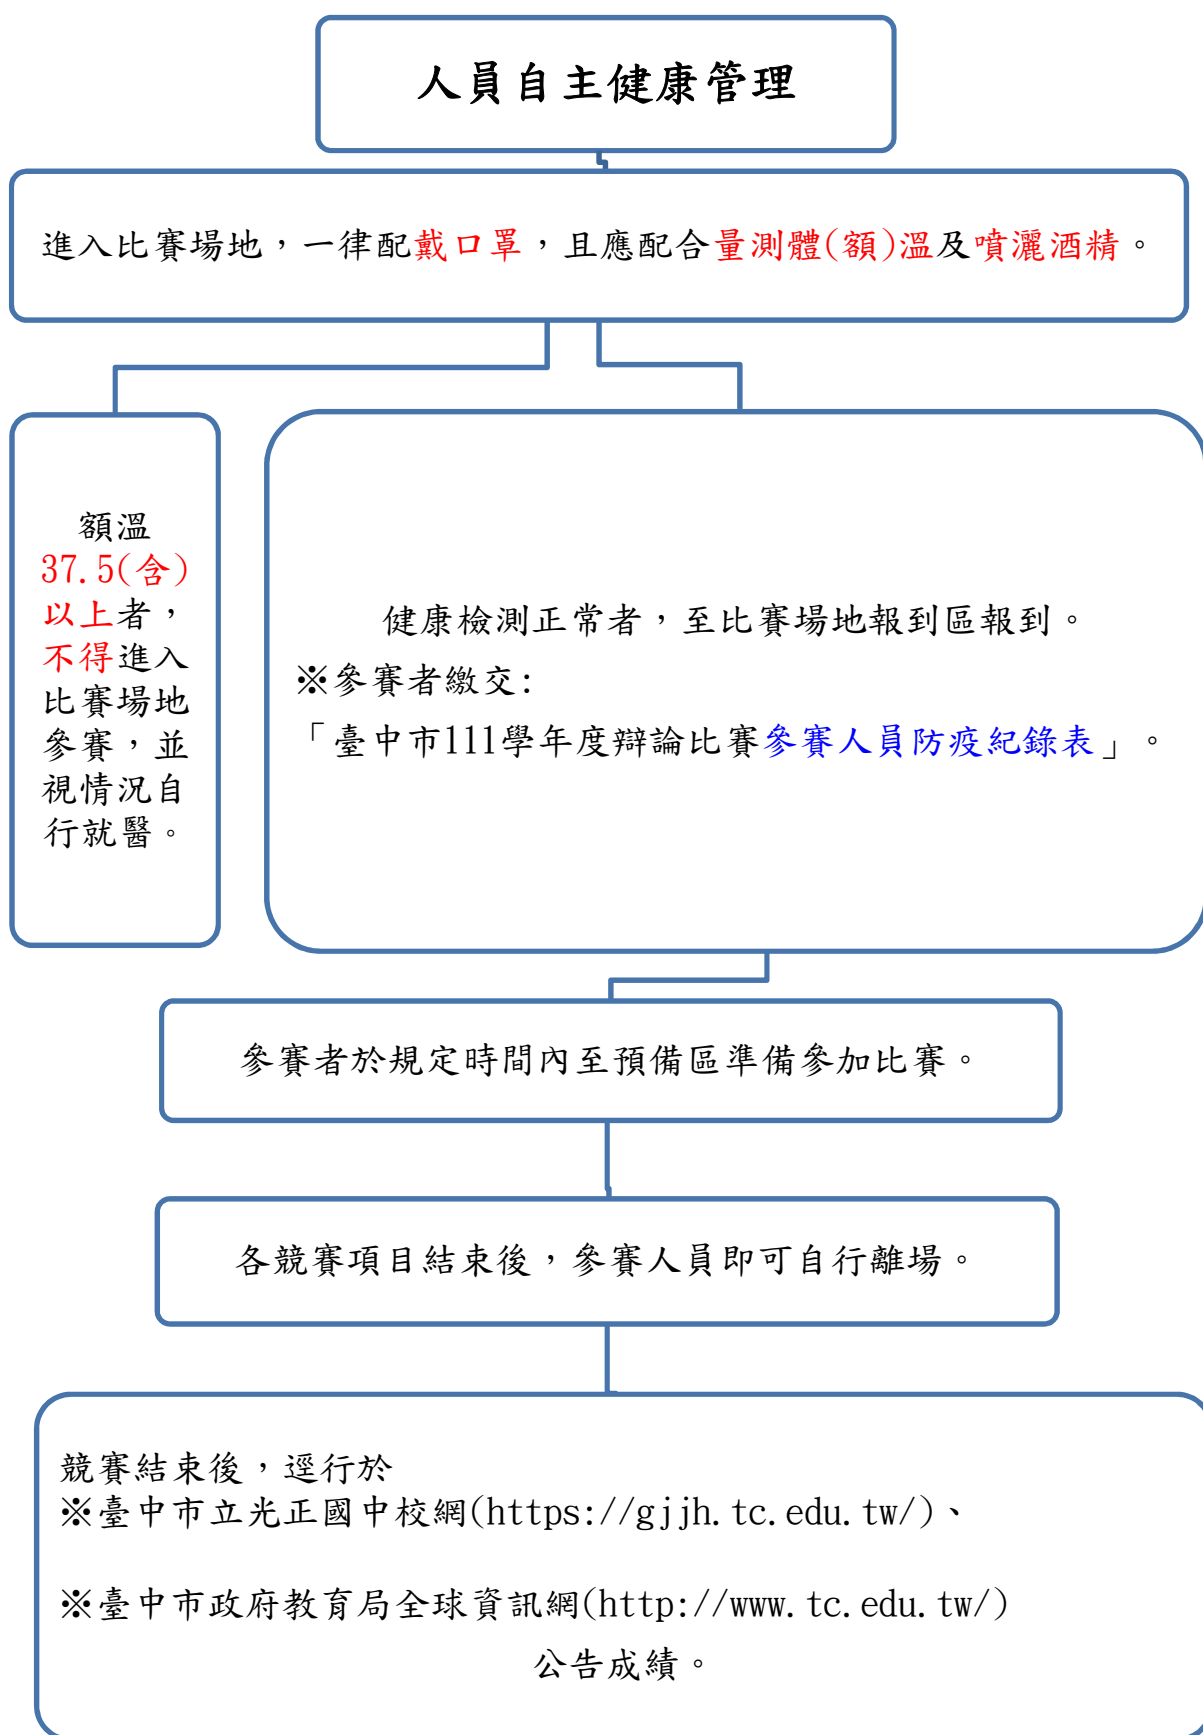 人員自主健康管理
進入比賽場地，一律配戴口罩，且應配合量測體(額)溫及噴灑酒精。
額溫
37.5(含)
以上者，
不得進入
比賽場地
參賽，並
視情況自
行就醫。
健康檢測正常者，至比賽場地報到區報到。
※參賽者繳交:
「臺中市111學年度辯論比賽參賽人員防疫紀錄表」。
參賽者於規定時間內至預備區準備參加比賽。
各競賽項目結束後，參賽人員即可自行離場。
競賽結束後，逕行於
※臺中市立光正國中校網(https://gjjh.tc.edu.tw/)、
※臺中市政府教育局全球資訊網(http://www.tc.edu.tw/)
公告成績。